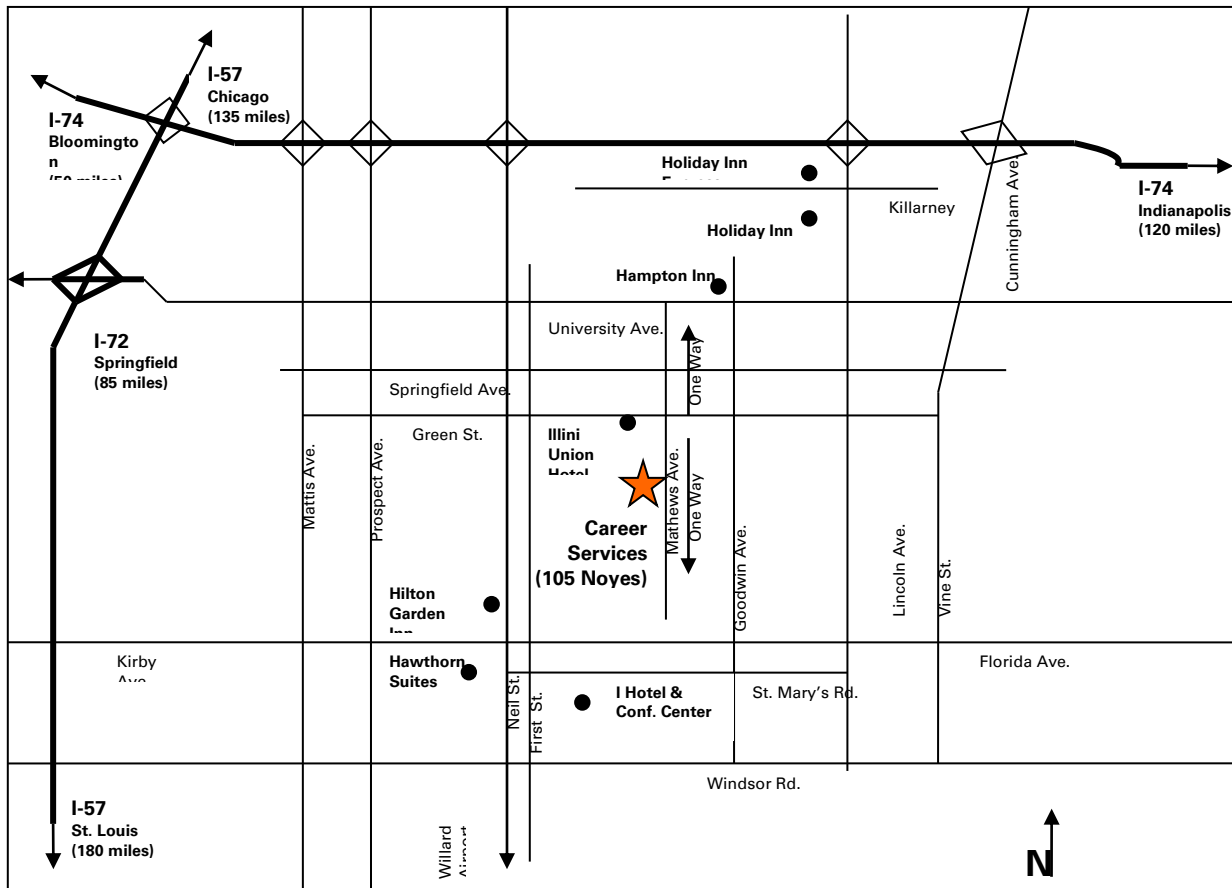 I-57
Chicago
(135 miles)
I-74
Bloomingto
n
Holiday Inn
I-74
Indianapolis
(120 miles)
Killarney
Cunningham Ave.
Holiday Inn
Hampton Inn
University Ave.
One Way
I-72
Springfield
(85 miles)
Springfield Ave.
Green St.
Illini
Union
Mattis Ave.
Prospect Ave.
Mathews Ave.
One Way
Career
Services
(105 Noyes)
Goodwin Ave.
Lincoln Ave.
Vine St.
Hilton
Garden
Kirby
Hawthorn
Suites
Florida Ave.
Neil St.
First St.
I Hotel &
Conf. Center
St. Mary's Rd.
Windsor Rd.
I-57
St. Louis
(180 miles)
Willard
N